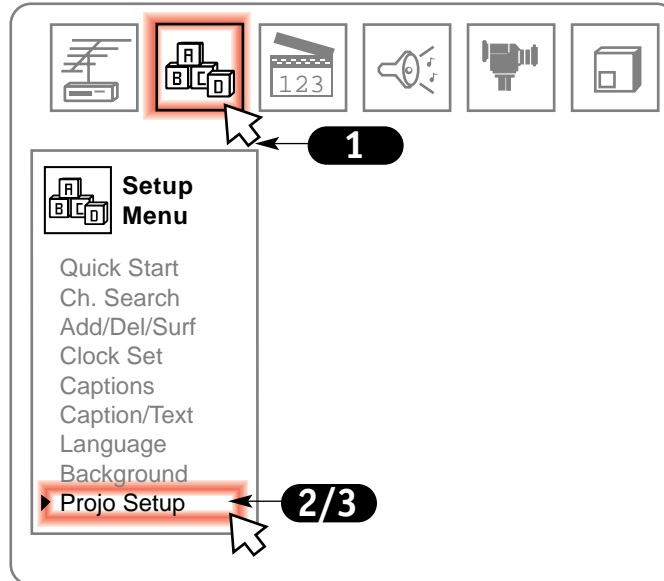 A
B C D
123
1
A
B C D
Setup
Menu
Quick Start
Ch. Search
Add/Del/Surf
Clock Set
Captions
Caption/Text
Language
Background
Projo Setup
2/3